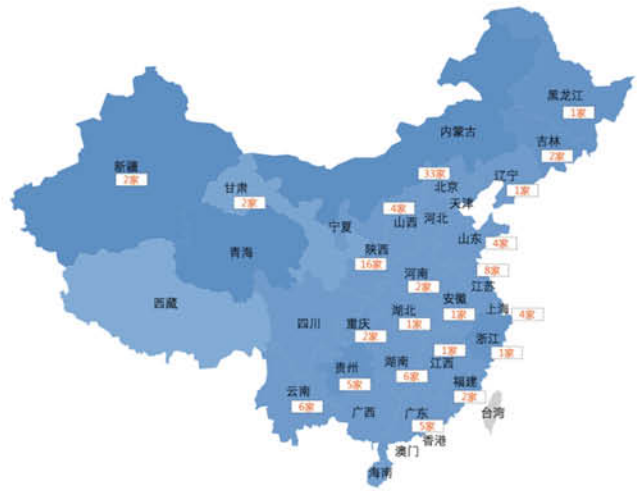 黑龙江
1家
内蒙古
吉林
2家
新疆
2家
33家
辽宁
1家
甘肃
2家
北京
天津
4家
山西
河北
宁夏
山东
4家
青海
陕西
16家
8家
江苏
河南
2家
西藏
安徽
1家
上海
4家
湖北
1家
四川
重庆
2家
浙江
1家
1家
江西
湖南
6家
贵州
5家
福建
2家
云南
6家
广西
广东
5家
台湾
香港
澳门
海南